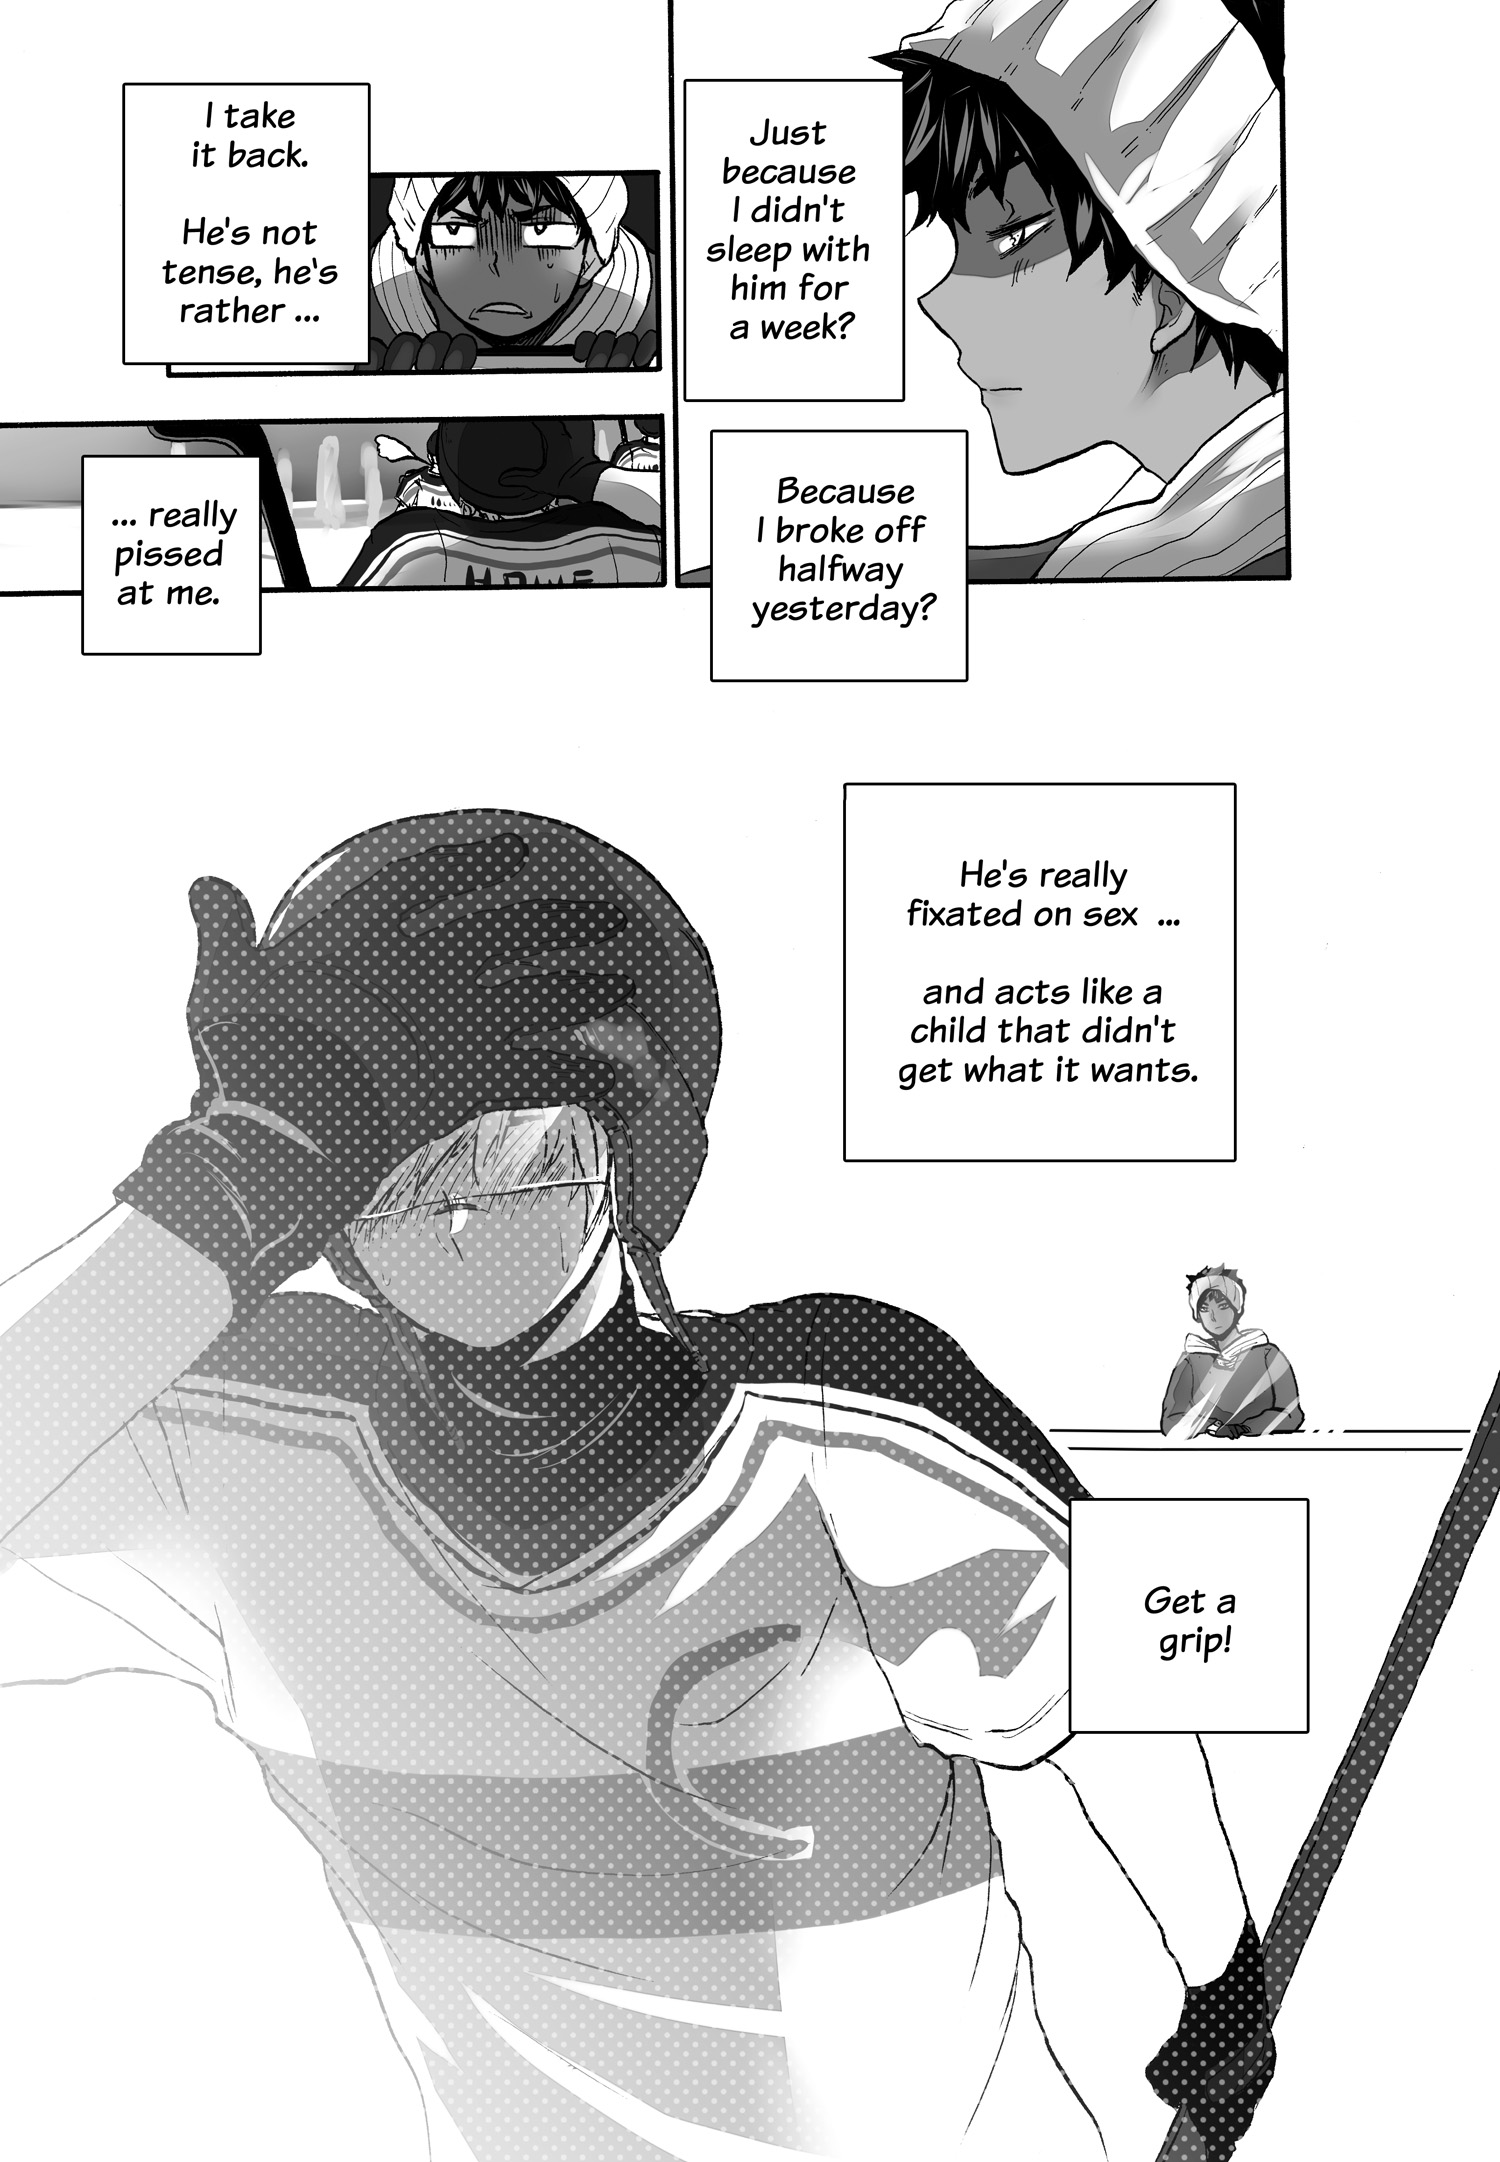 I take
it back.
He's not
tense, he's
rather ...
... really
pissed
at me.
Just
because
I didn't
sleep with
him for
a week?
Because
I broke off
halfway
yesterday?
HOME
He's really
fixated on sex ...
and acts like a
child that didn't
get what it wants.
Get a
grip!